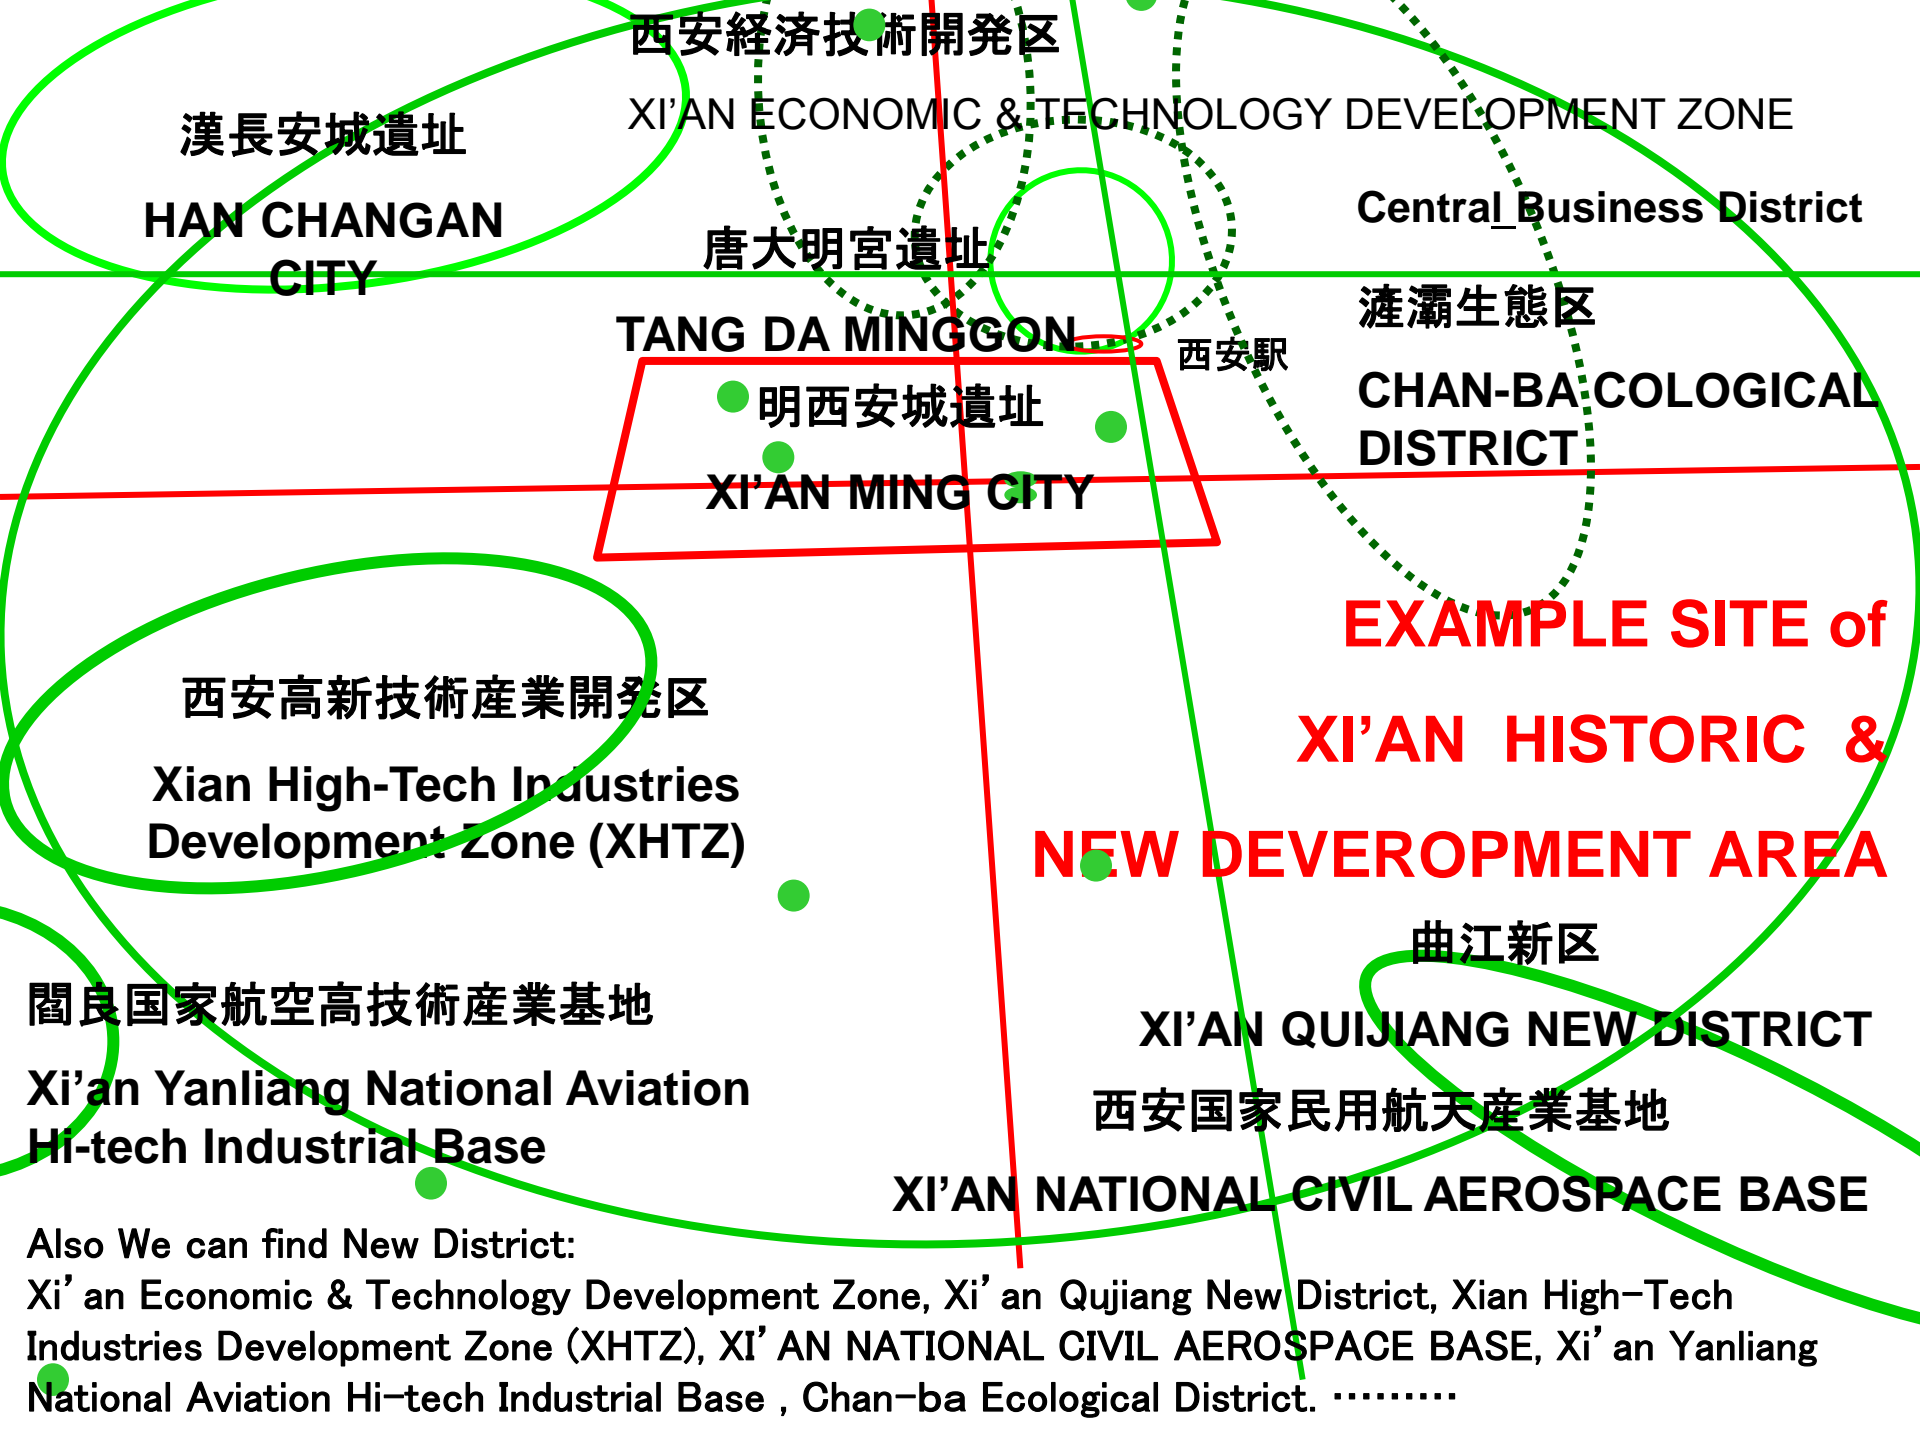 西安経済技術開発区
XI’AN ECONOMIC & TECHNOLOGY DEVELOPMENT ZONE
漢長安城遺址
HAN CHANGAN
CITY
唐大明宮遺址
TANG DA MINGGON
Central Business District
滻灞生態区
CHAN-BA COLOGICAL
DISTRICT
西安駅
明西安城遺址
XI’AN MING CITY
EXAMPLE SITE of
XI’AN HISTORIC &
NEW DEVEROPMENT AREA
西安高新技術産業開発区
Xian High-Tech Industries
Development Zone (XHTZ)
曲江新区
XI’AN QUIJIANG NEW DISTRICT
閻良国家航空高技術産業基地
Xi’an Yanliang National Aviation
Hi-tech Industrial Base
西安国家民用航天産業基地
XI’AN NATIONAL CIVIL AEROSPACE BASE
Also We can find New District:
Xi’an Economic & Technology Development Zone, Xi’an Qujiang New District, Xian High-Tech
Industries Development Zone (XHTZ), XI’AN NATIONAL CIVIL AEROSPACE BASE, Xi’an Yanliang
National Aviation Hi-tech Industrial Base , Chan-ba Ecological District. ………